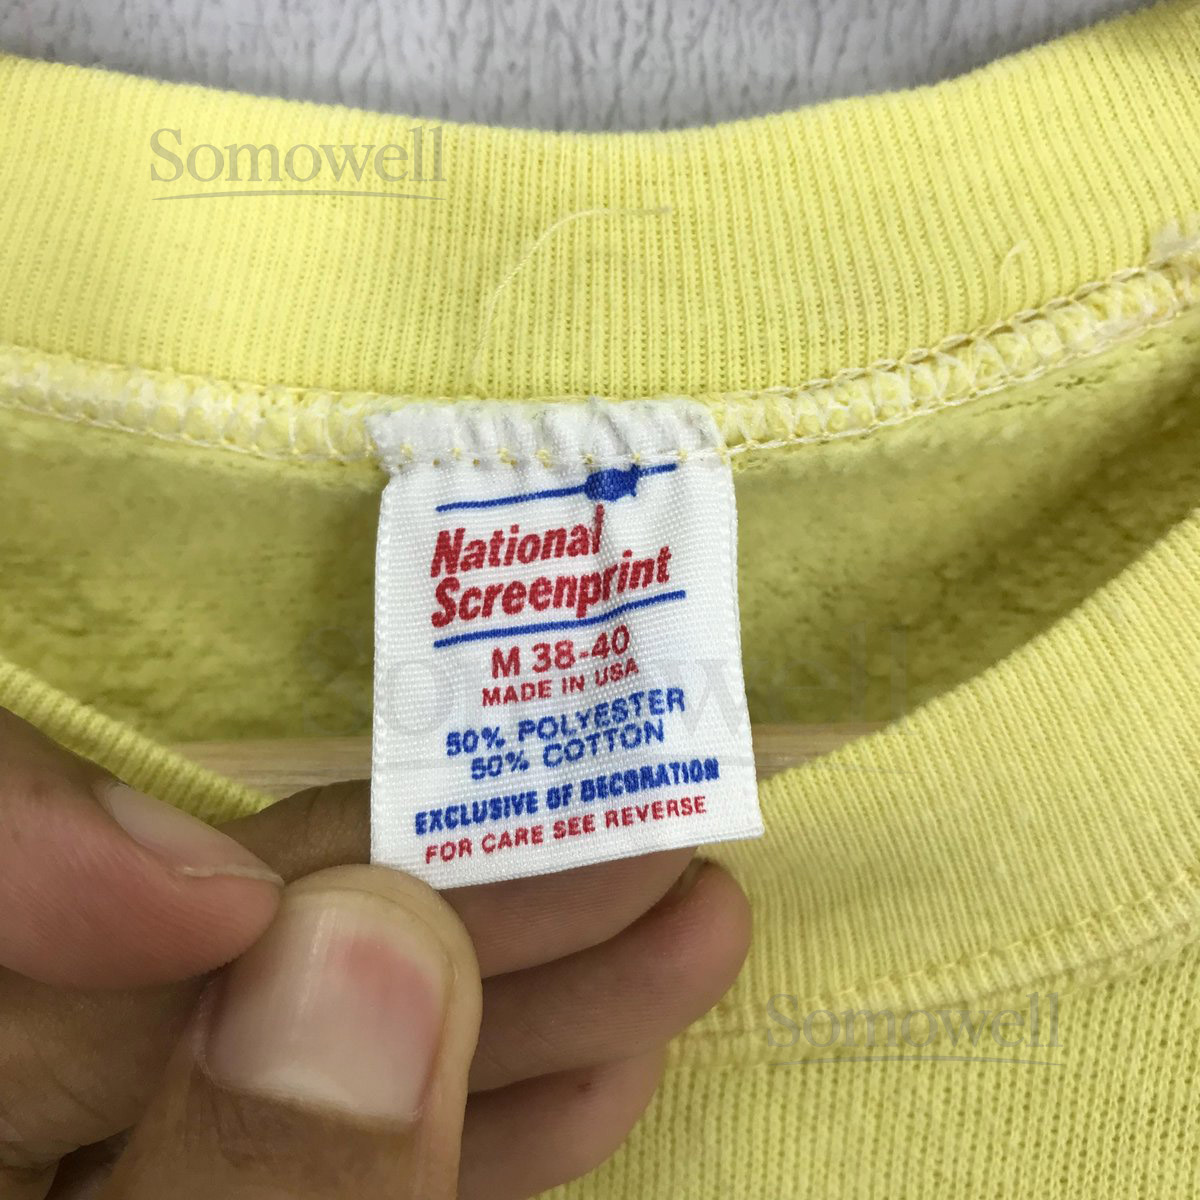 Somowell
National
Screenprint
M 38-40
MADE IN USA
Somowell
50% POLYESTER
50% COTTON
EXCLUSIVE OF DECORATION
FOR CARE SEE REVERSE
Somowell